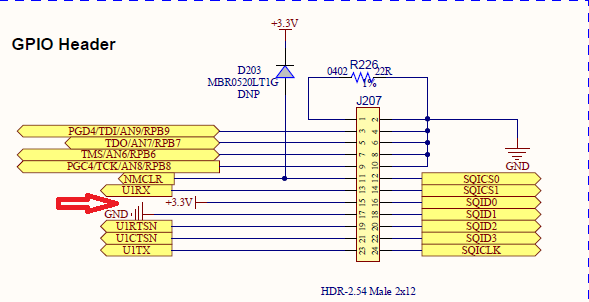 +3.3V
GPIO Header
D203
MBR0520LT1G
DNP
R226
0402 22R
1%
J207
PGD4/TDI/AN9/RPB9 1 2
TDO/AN7/RPB7 3 4
TMS/AN6/RPB6 5 6
PGC4/TCK/AN8/RPB8 7 8
9 10
GND
NMCLR 11 12 SQICS0
U1RX 13 14 SQICS1
+3.3V 15 16 SQID0
GND 17 18 SQID1
U1RTSN 19 20 SQID2
U1CTSN 21 22 SQID3
U1TX 23 24 SQICLK
HDR-2.54 Male 2x12